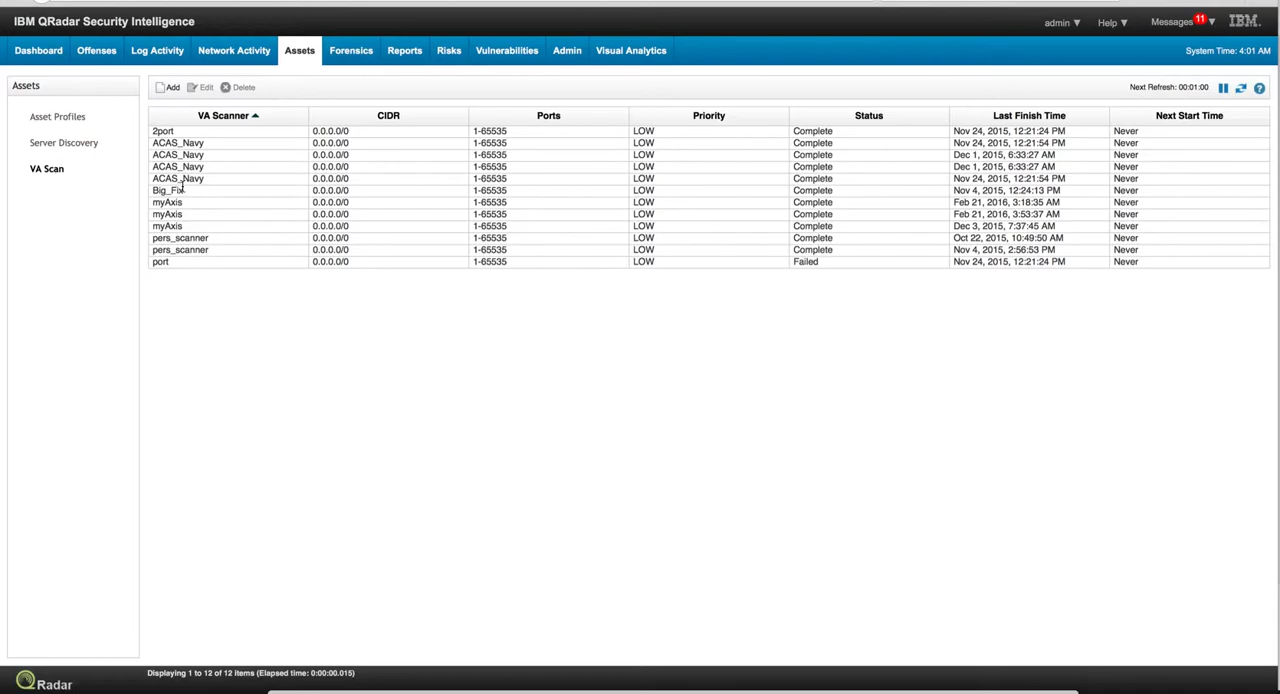 IBM QRadar Security Intelligence
admin ▼ Help ▼ Messages 11 ▼ IBM.
Dashboard Offenses Log Activity Network Activity Assets Forensics Reports Risks Vulnerabilities Admin Visual Analytics System Time: 4:01 AM
Assets
Asset Profiles
Server Discovery
VA Scan
Add Edit Delete Next Refresh: 00:01:00
VA Scanner CIDR Ports Priority Status Last Finish Time Next Start Time
2port 0.0.0.0/0 1-65535 LOW Complete Nov 24, 2015, 12:21:24 PM Never
ACAS_Navy 0.0.0.0/0 1-65535 LOW Complete Nov 24, 2015, 12:21:54 PM Never
ACAS_Navy 0.0.0.0/0 1-65535 LOW Complete Dec 1, 2015, 6:33:27 AM Never
ACAS_Navy 0.0.0.0/0 1-65535 LOW Complete Dec 1, 2015, 6:33:27 AM Never
ACAS_Navy 0.0.0.0/0 1-65535 LOW Complete Nov 24, 2015, 12:21:54 PM Never
Big_Fix 0.0.0.0/0 1-65535 LOW Complete Nov 4, 2015, 12:24:13 PM Never
myAxis 0.0.0.0/0 1-65535 LOW Complete Feb 21, 2016, 3:18:35 AM Never
myAxis 0.0.0.0/0 1-65535 LOW Complete Feb 21, 2016, 3:53:37 AM Never
myAxis 0.0.0.0/0 1-65535 LOW Complete Dec 3, 2015, 7:37:45 AM Never
pers_scanner 0.0.0.0/0 1-65535 LOW Complete Oct 22, 2015, 10:49:50 AM Never
pers_scanner 0.0.0.0/0 1-65535 LOW Complete Nov 4, 2015, 2:56:53 PM Never
port 0.0.0.0/0 1-65535 LOW Failed Nov 24, 2015, 12:21:24 PM Never
QRadar
Displaying 1 to 12 of 12 items (Elapsed time: 0:00:00.015)